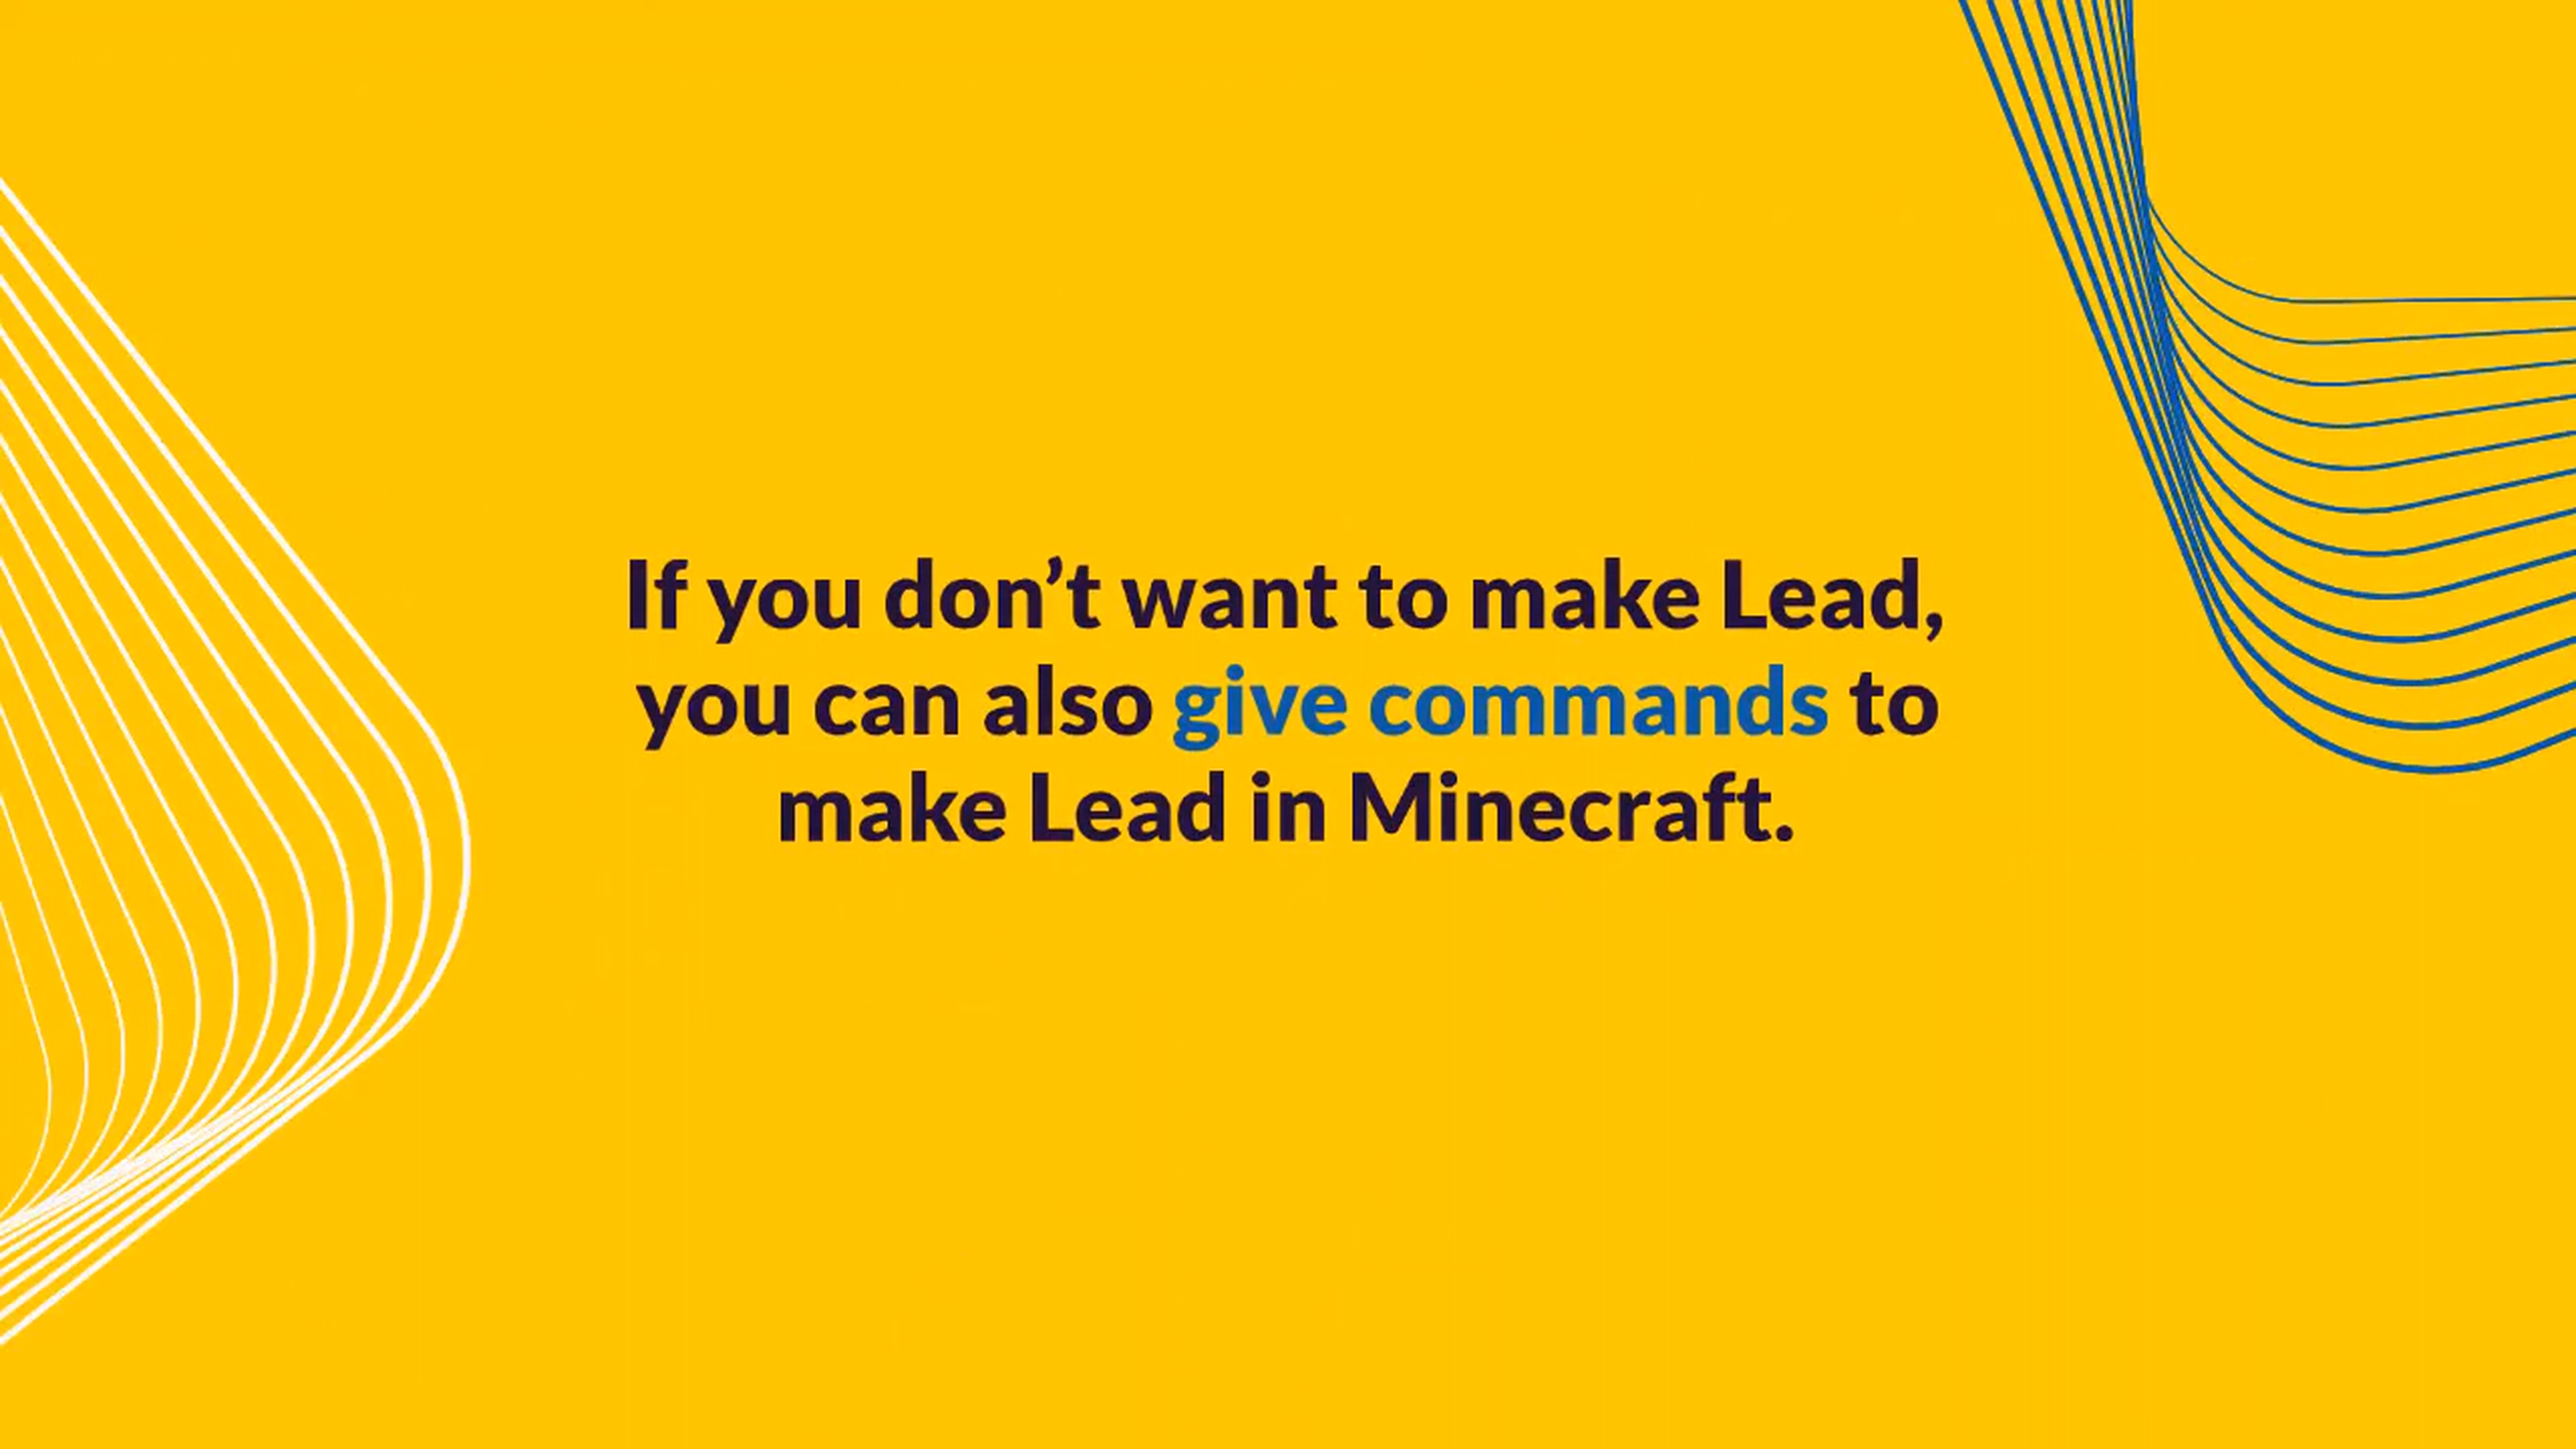 If you don’t want to make Lead,
you can also give commands to
make Lead in Minecraft.